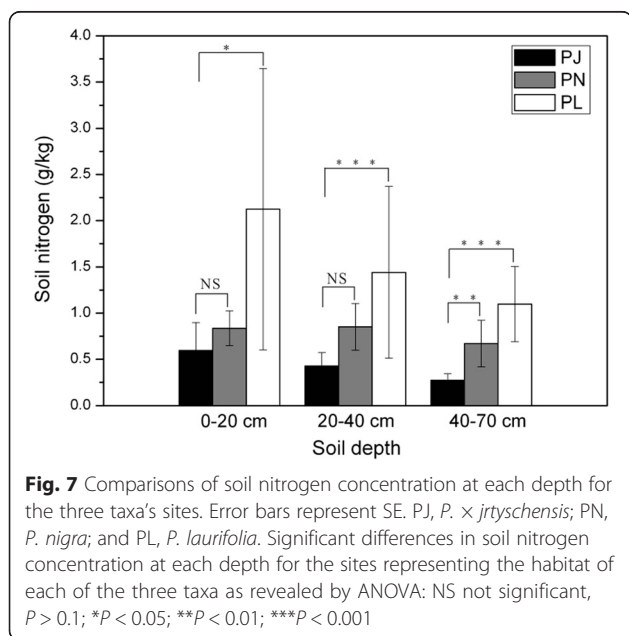 4.0
3.5
3.0
2.5
2.0
1.5
1.0
0.5
0.0
Soil nitrogen (g/kg)
PJ
PN
PL
*
NS
* * *
NS
* * *
* *
0-20 cm 20-40 cm 40-70 cm
Soil depth
Fig. 7 Comparisons of soil nitrogen concentration at each depth for
the three taxa's sites. Error bars represent SE. PJ, P. × jrtyschensis; PN,
P. nigra; and PL, P. laurifolia. Significant differences in soil nitrogen
concentration at each depth for the sites representing the habitat of
each of the three taxa as revealed by ANOVA: NS not significant,
P > 0.1; *P < 0.05; **P < 0.01; ***P < 0.001